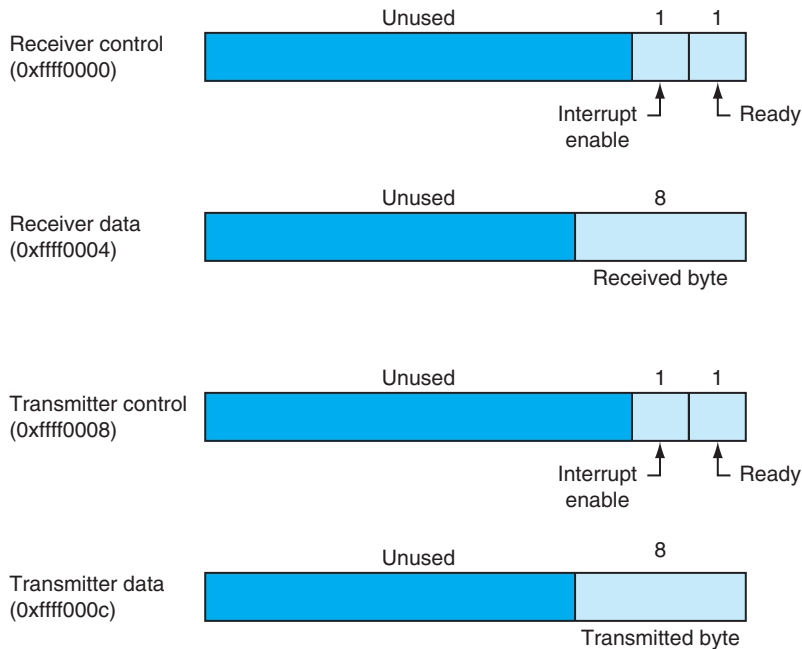 Unused 1 1
Receiver control
(0xffff0000)
Interrupt
enable
Ready
Unused 8
Receiver data
(0xffff0004)
Received byte
Unused 1 1
Transmitter control
(0xffff0008)
Interrupt
enable
Ready
Unused 8
Transmitter data
(0xffff000c)
Transmitted byte